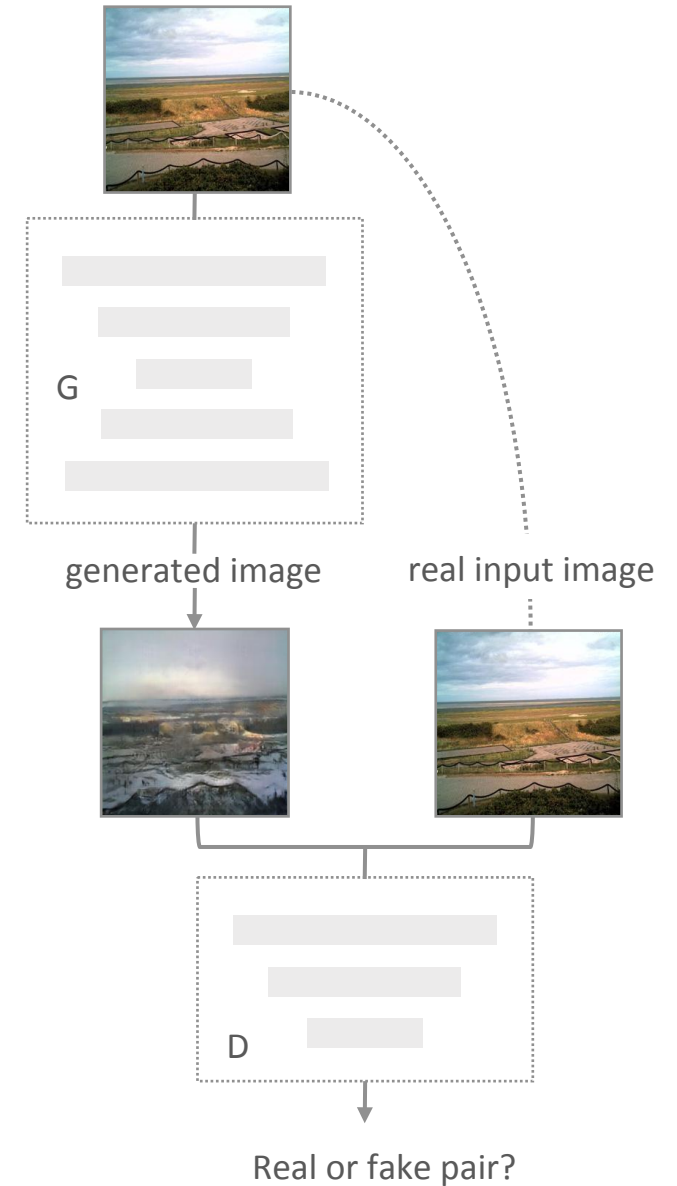 G
generated image
real input image
D
Real or fake pair?